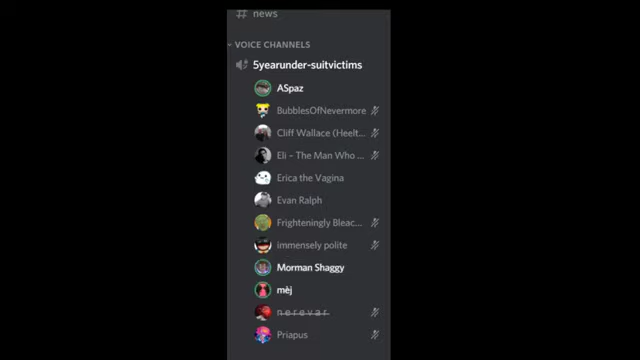 # news
VOICE CHANNELS
5yearunder-suitvictims
ASpaz
BubblesOfNevermore
Cliff Wallace (Heelt...
Eli – The Man Who ...
Erica the Vagina
Evan Ralph
Frighteningly Bleac...
immensely polite
Morman Shaggy
mėj
n̶e̶r̶e̶v̶a̶r̶
Priapus